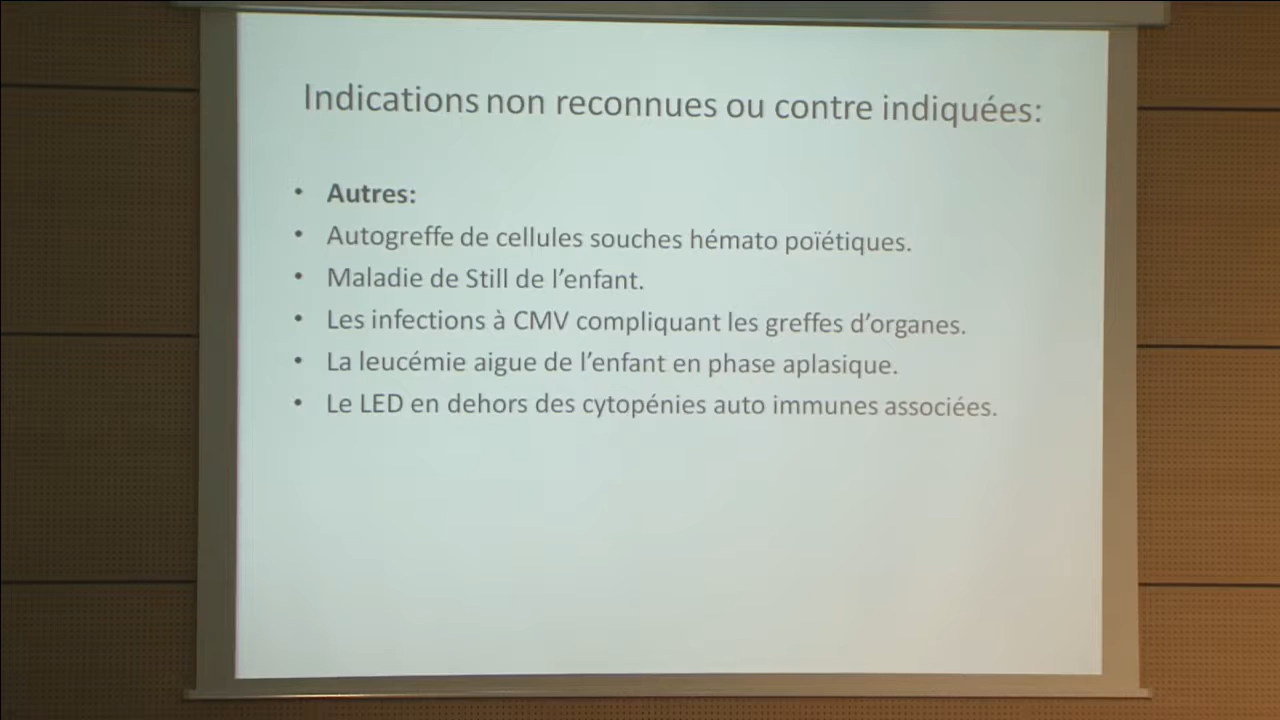 Indications non reconnues ou contre indiquées:
• Autres:
• Autogreffe de cellules souches hémato poïétiques.
• Maladie de Still de l'enfant.
• Les infections à CMV compliquant les greffes d'organes.
• La leucémie aigue de l'enfant en phase aplasique.
• Le LED en dehors des cytopénies auto immunes associées.